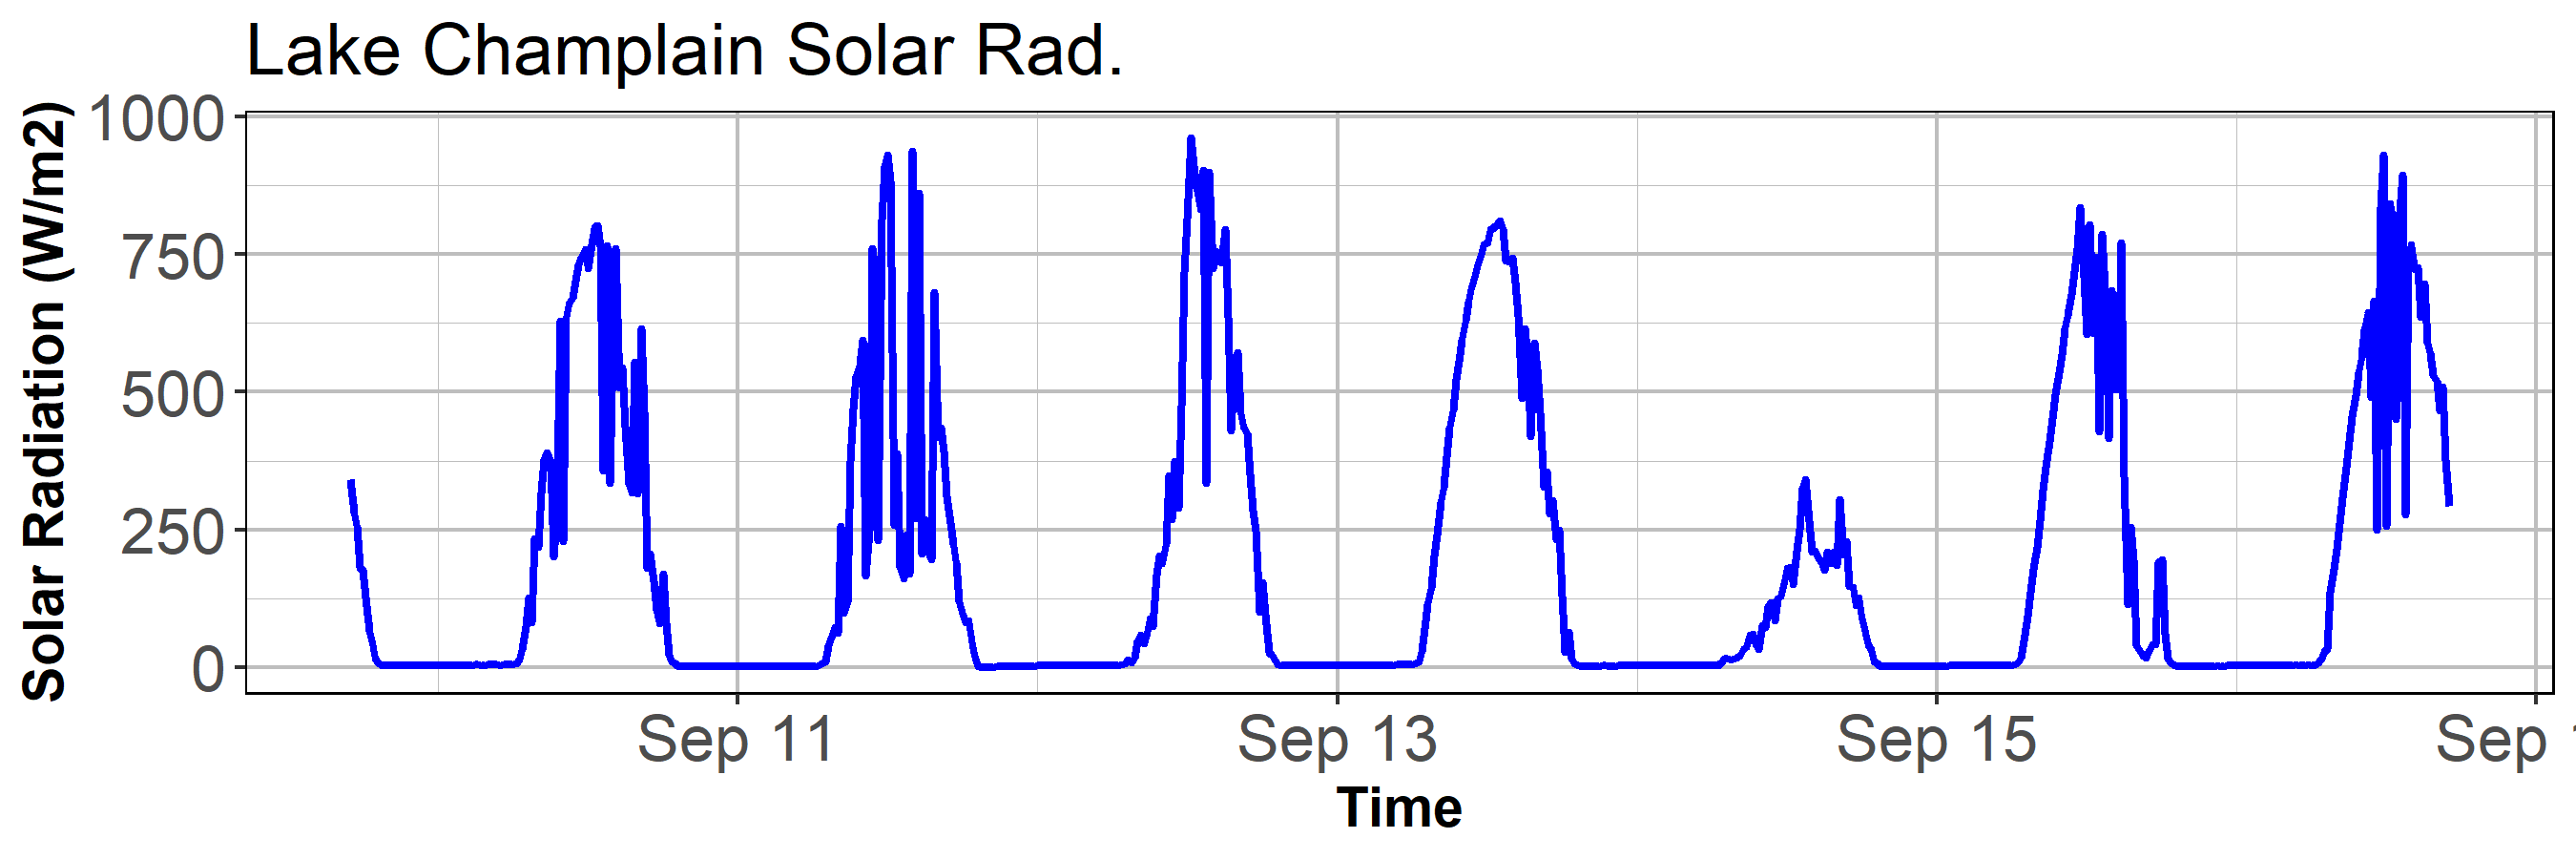 Lake Champlain Solar Rad.
Solar Radiation (W/m2)
1000
750
500
250
0
Sep 11 Sep 13 Sep 15 Sep
Time